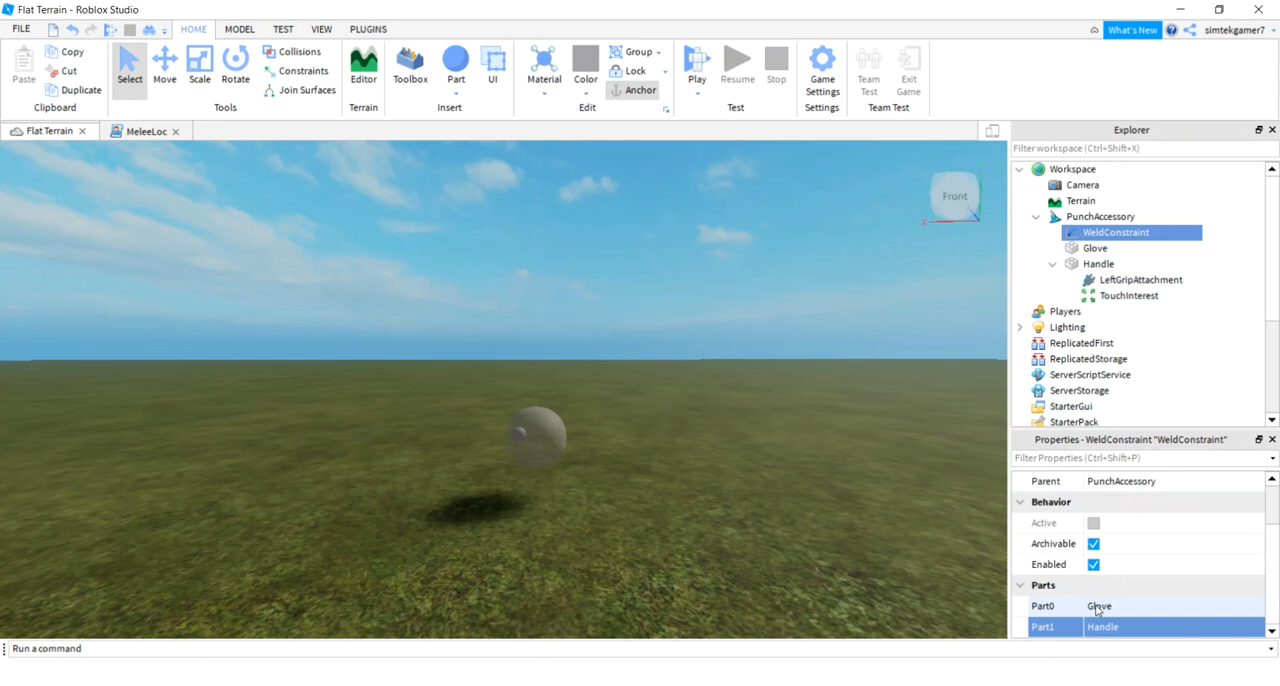 Flat Terrain - Roblox Studio
FILE HOME MODEL TEST VIEW PLUGINS What's New simtekgamer7
Paste Copy Cut Duplicate Select Move Scale Rotate Collisions Constraints Join Surfaces Editor Toolbox Part UI Material Color Group Lock Anchor Play Resume Stop Game Settings Team Test Exit Game
Clipboard Tools Terrain Insert Edit Test Settings Team Test
Flat Terrain MeleeLoc
Explorer
Filter workspace (Ctrl+Shift+X)
Workspace
Camera
Terrain
PunchAccessory
WeldConstraint
Glove
Handle
LeftGripAttachment
TouchInterest
Players
Lighting
ReplicatedFirst
ReplicatedStorage
ServerScriptService
ServerStorage
StarterGui
StarterPack
Front
X
Properties - WeldConstraint "WeldConstraint"
Filter Properties (Ctrl+Shift+P)
Parent PunchAccessory
Behavior
Active
Archivable
Enabled
Parts
Part0 Glove
Part1 Handle
Run a command